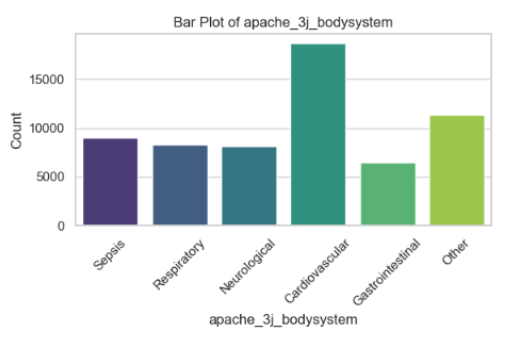 Bar Plot of apache_3j_bodysystem
Count
15000
10000
5000
0
Sepsis
Respiratory
Neurological
Cardiovascular
Gastrointestinal
Other
apache_3j_bodysystem